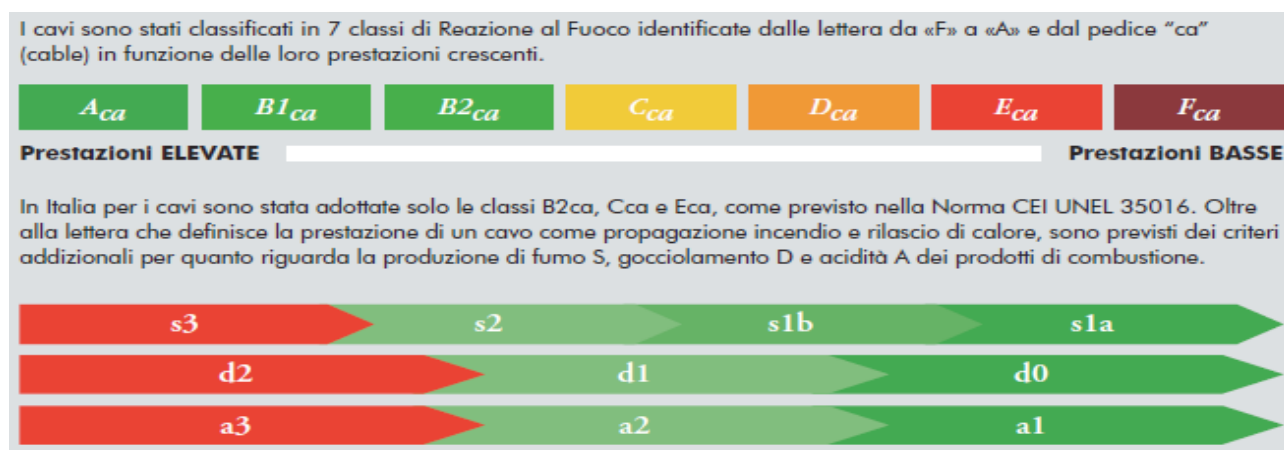 I cavi sono stati classificati in 7 classi di Reazione al Fuoco identificate dalle lettera da «F» a «A» e dal pedice “ca”
(cable) in funzione delle loro prestazioni crescenti.
Aca B1ca B2ca Cca Dca Eca Fca
Prestazioni ELEVATE Prestazioni BASSE
In Italia per i cavi sono stata adottate solo le classi B2ca, Cca e Eca, come previsto nella Norma CEI UNEL 35016. Oltre
alla lettera che definisce la prestazione di un cavo come propagazione incendio e rilascio di calore, sono previsti dei criteri
addizionali per quanto riguarda la produzione di fumo S, gocciolamento D e acidità A dei prodotti di combustione.
s3 s2 s1b s1a
d2 d1 d0
a3 a2 a1